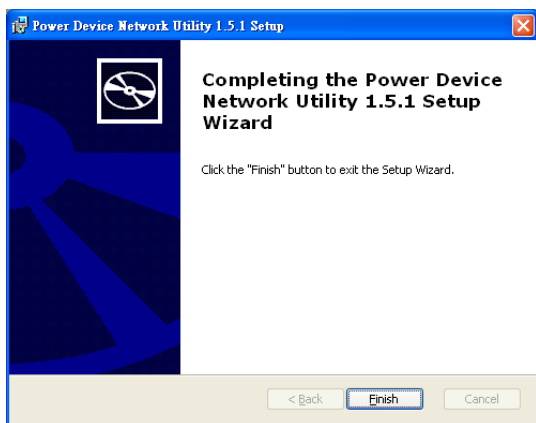 Power Device Network Utility 1.5.1 Setup
Completing the Power Device
Network Utility 1.5.1 Setup
Wizard
Click the "Finish" button to exit the Setup Wizard.
< Back Finish Cancel